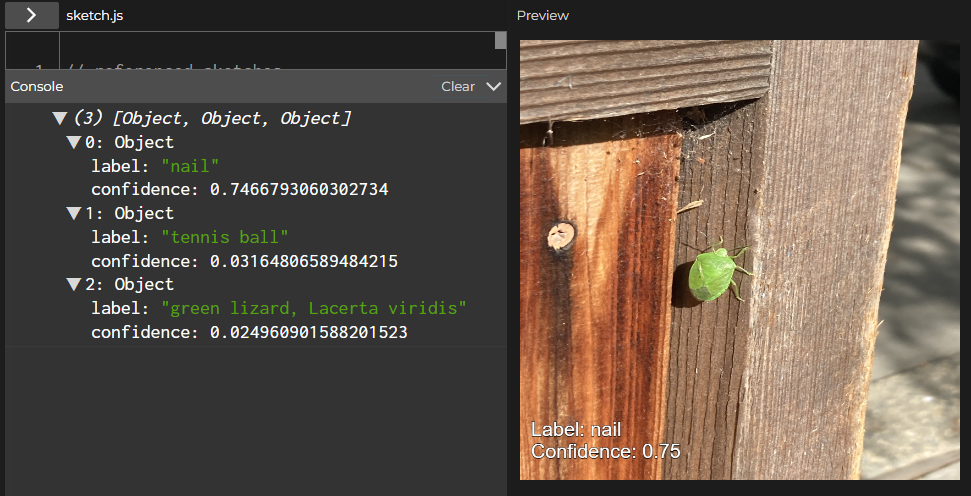 sketch.js
Preview
1 // referenced sketches
Console
Clear
(3) [Object, Object, Object]
0: Object
label: "nail"
confidence: 0.7466793060302734
1: Object
label: "tennis ball"
confidence: 0.03164806589484215
2: Object
label: "green lizard, Lacerta viridis"
confidence: 0.024960901588201523
Label: nail
Confidence: 0.75